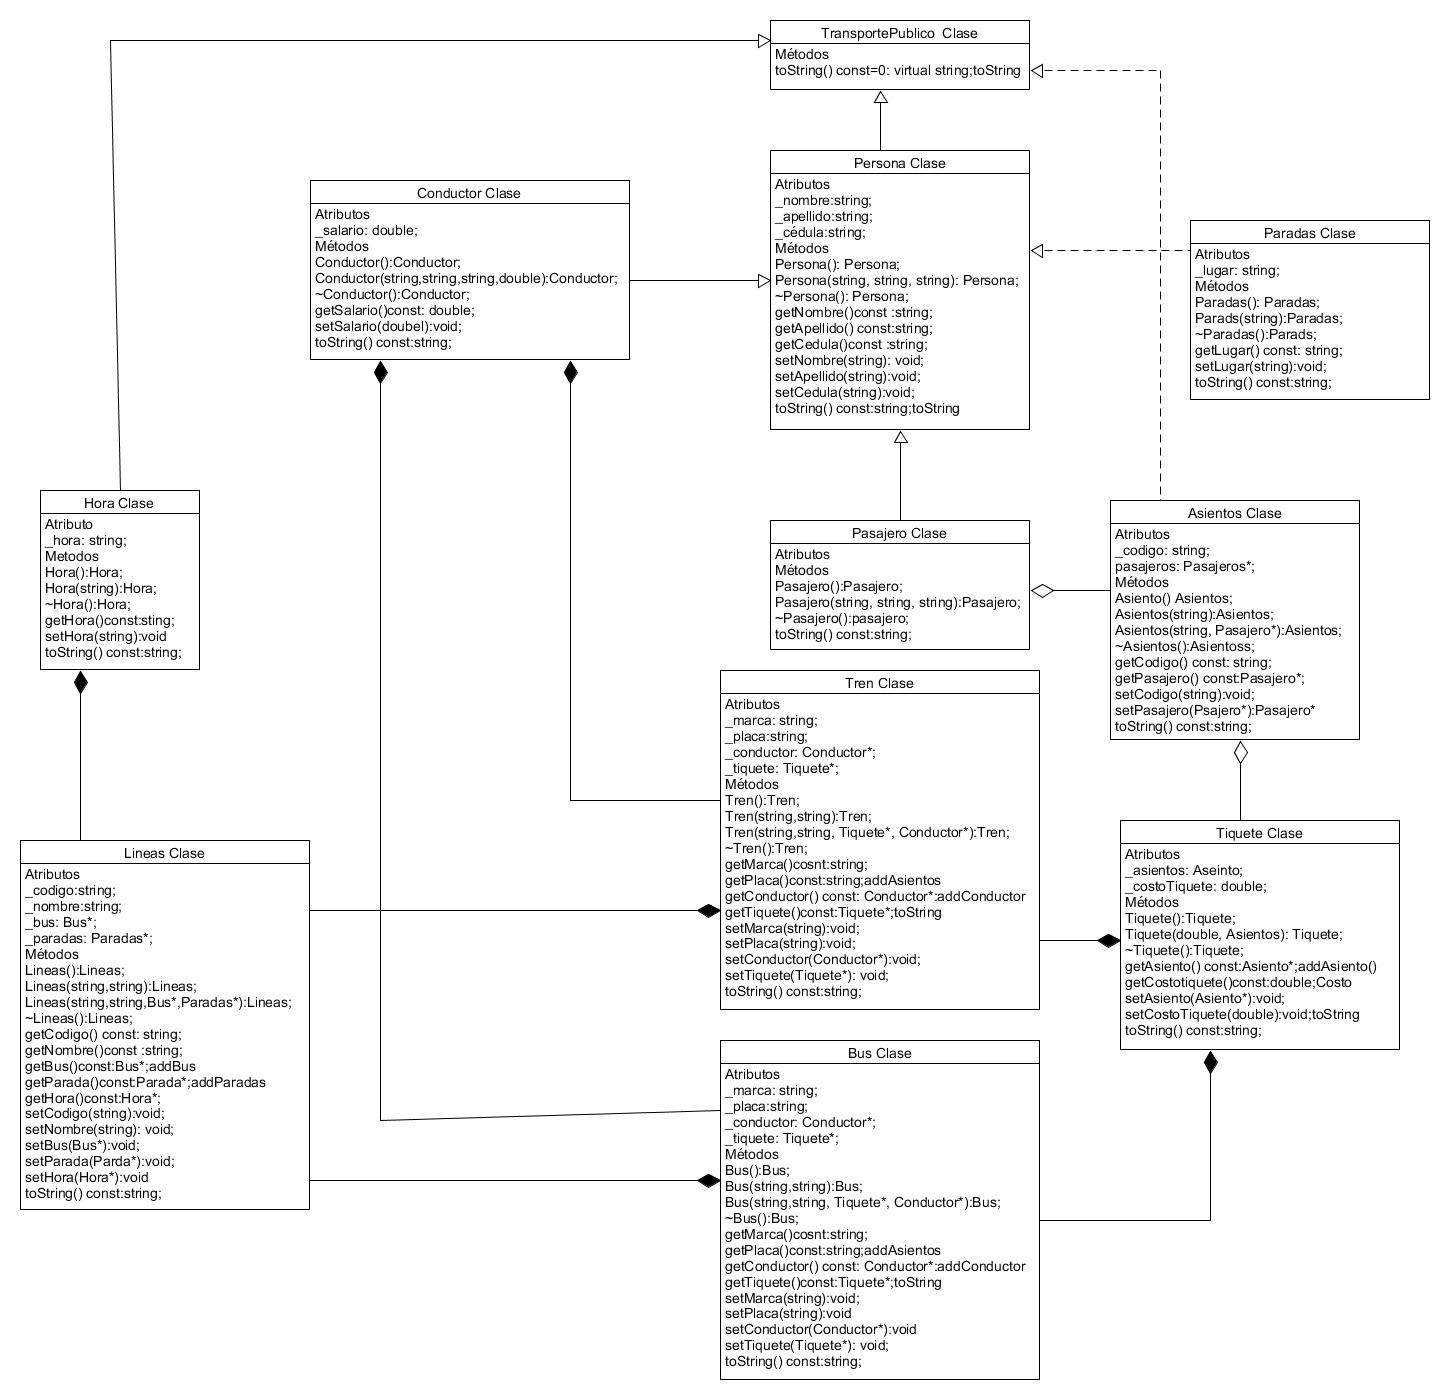 TransportePublico  Clase
Métodos
toString() const=0: virtual string;toString
Persona Clase
Atributos
_nombre:string;
_apellido:string;
_cédula:string;
Métodos
Persona(): Persona;
Persona(string, string, string): Persona;
~Persona(): Persona;
getNombre()const :string;
getApellido() const:string;
getCedula()const :string;
setNombre(string): void;
setApellido(string):void;
setCedula(string):void;
toString() const:string;toString
Conductor Clase
Atributos
_salario: double;
Métodos
Conductor():Conductor;
Conductor(string,string,string,double):Conductor;
~Conductor():Conductor;
getSalario()const: double;
setSalario(doubel):void;
toString() const:string;
Paradas Clase
Atributos
_lugar: string;
Métodos
Paradas(): Paradas;
Parads(string):Paradas;
~Paradas():Parads;
getLugar() const: string;
setLugar(string):void;
toString() const:string;
Hora Clase
Atributo
_hora: string;
Metodos
Hora():Hora;
Hora(string):Hora;
~Hora():Hora;
getHora()const:sting;
setHora(string):void
toString() const:string;
Pasajero Clase
Atributos
Métodos
Pasajero():Pasajero;
Pasajero(string, string, string):Pasajero;
~Pasajero():pasajero;
toString() const:string;
Asientos Clase
Atributos
_codigo: string;
pasajeros: Pasajeros*;
Métodos
Asiento() Asientos;
Asientos(string):Asientos;
Asientos(string, Pasajero*):Asientos;
~Asientos():Asientoss;
getCodigo() const: string;
getPasajero() const:Pasajero*;
setCodigo(string):void;
setPasajero(Psajero*):Pasajero*
toString() const:string;
Tren Clase
Atributos
_marca: string;
_placa:string;
_conductor: Conductor*;
_tiquete: Tiquete*;
Métodos
Tren():Tren;
Tren(string,string):Tren;
Tren(string,string, Tiquete*, Conductor*):Tren;
~Tren():Tren;
getMarca()cosnt:string;
getPlaca()const:string;addAsientos
getConductor() const: Conductor*:addConductor
getTiquete()const:Tiquete*;toString
setMarca(string):void;
setPlaca(string):void;
setConductor(Conductor*):void;
setTiquete(Tiquete*): void;
toString() const:string;
Tiquete Clase
Atributos
_asientos: Aseinto;
_costoTiquete: double;
Métodos
Tiquete():Tiquete;
Tiquete(double, Asientos): Tiquete;
~Tiquete():Tiquete;
getAsiento() const:Asiento*;addAsiento()
getCostotiquete()const:double;Costo
setAsiento(Asiento*):void;
setCostoTiquete(double):void;toString
toString() const:string;
Lineas Clase
Atributos
_codigo:string;
_nombre:string;
_bus: Bus*;
_paradas: Paradas*;
Métodos
Lineas():Lineas;
Lineas(string,string):Lineas;
Lineas(string,string,Bus*,Paradas*):Lineas;
~Lineas():Lineas;
getCodigo() const: string;
getNombre()const :string;
getBus()const:Bus*;addBus
getParada()const:Parada*;addParadas
getHora()const:Hora*;
setCodigo(string):void;
setNombre(string): void;
setBus(Bus*):void;
setParada(Parda*):void;
setHora(Hora*):void
toString() const:string;
Bus Clase
Atributos
_marca: string;
_placa:string;
_conductor: Conductor*;
_tiquete: Tiquete*;
Métodos
Bus():Bus;
Bus(string,string):Bus;
Bus(string,string, Tiquete*, Conductor*):Bus;
~Bus():Bus;
getMarca()cosnt:string;
getPlaca()const:string;addAsientos
getConductor() const: Conductor*:addConductor
getTiquete()const:Tiquete*;toString
setMarca(string):void;
setPlaca(string):void
setConductor(Conductor*):void
setTiquete(Tiquete*): void;
toString() const:string;